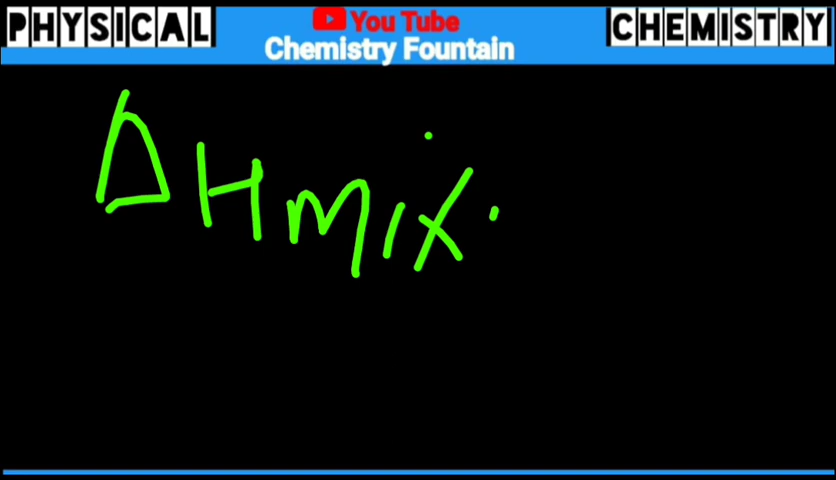 PHYSICAL
You Tube
Chemistry Fountain
CHEMISTRY
ΔHmix